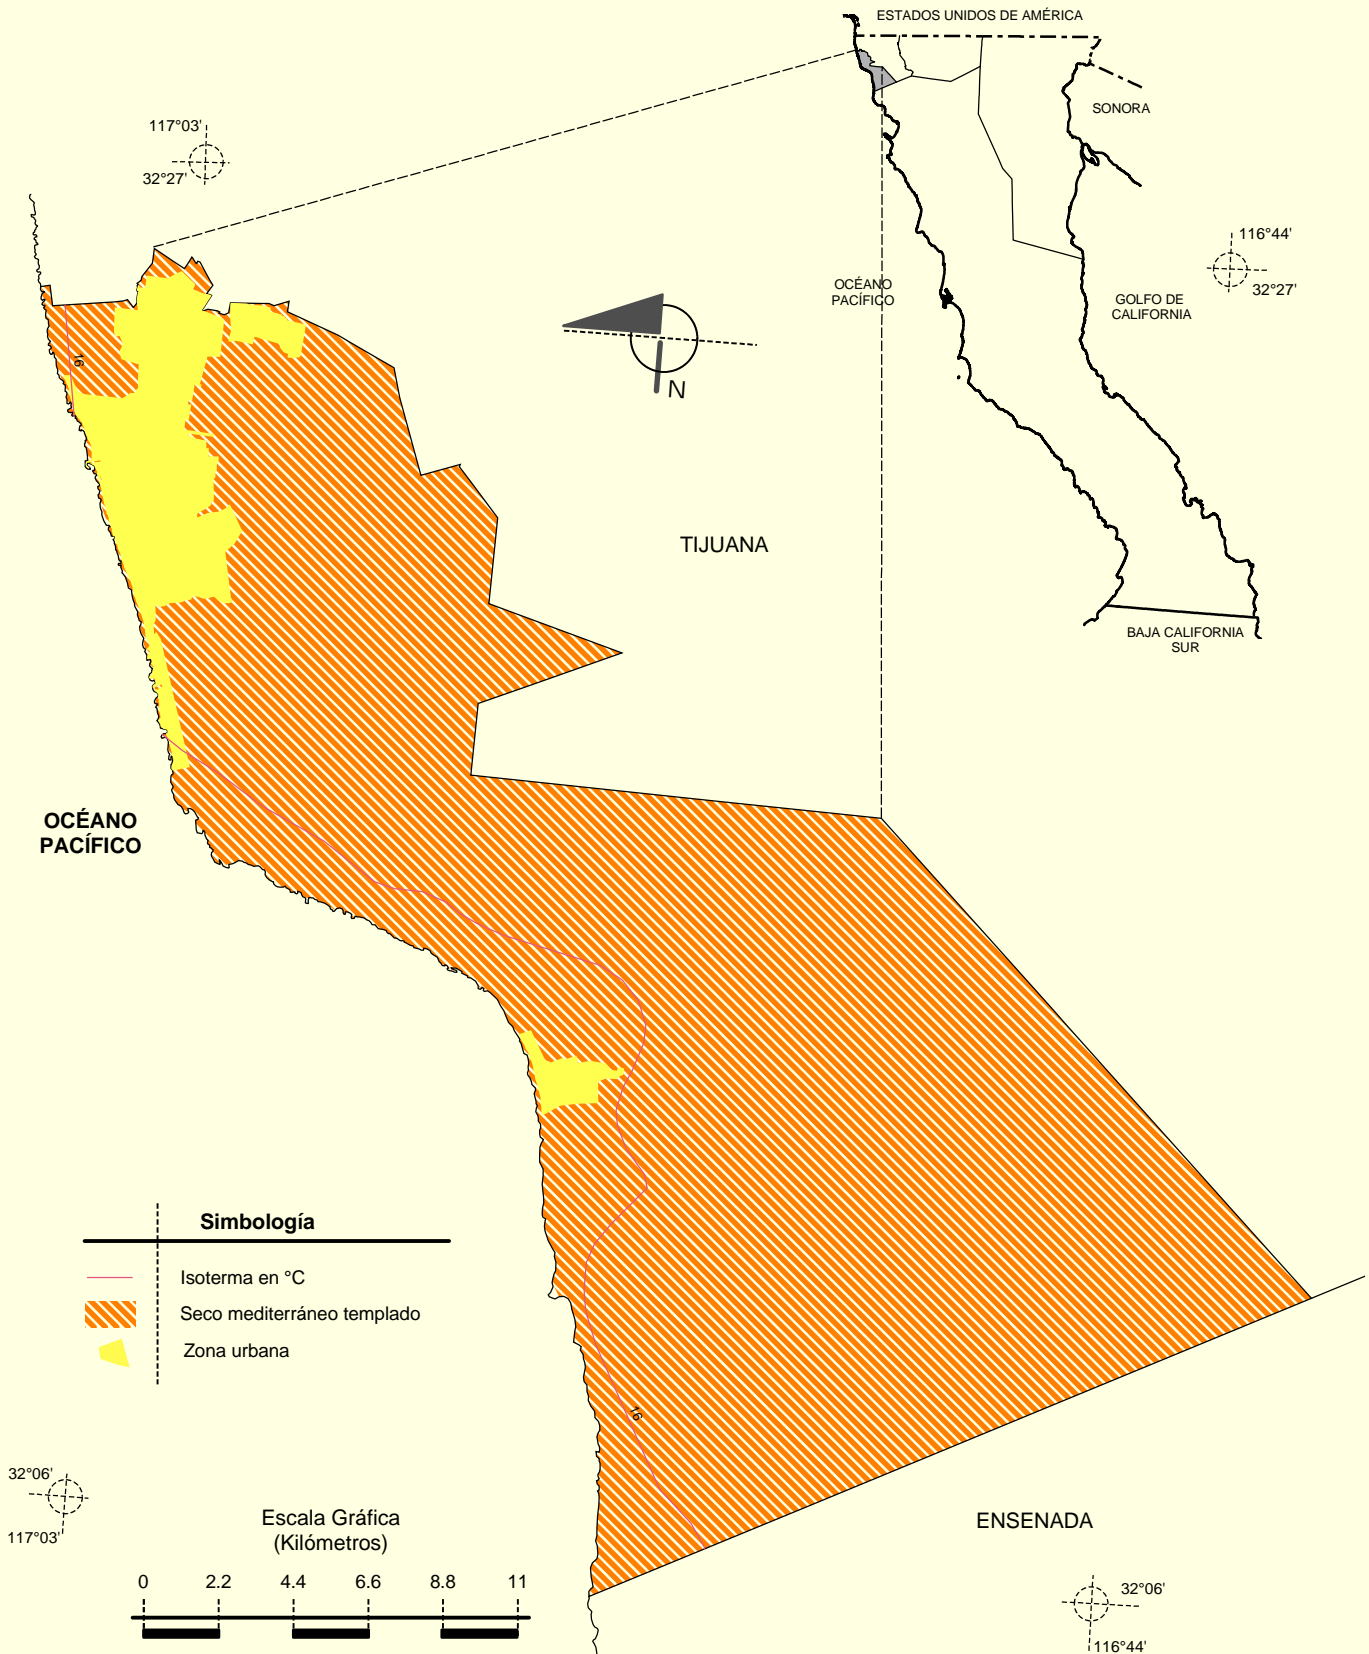 ESTADOS UNIDOS DE AMÉRICA
SONORA
117°03'
32°27'
116°44'
32°27'
OCÉANO
PACÍFICO
GOLFO DE
CALIFORNIA
16
N
TIJUANA
BAJA CALIFORNIA
SUR
OCÉANO
PACÍFICO
Simbología
Isoterma en °C
Seco mediterráneo templado
Zona urbana
16
32°06'
117°03'
Escala Gráfica
(Kilómetros)
0 2.2 4.4 6.6 8.8 11
ENSENADA
32°06'
116°44'